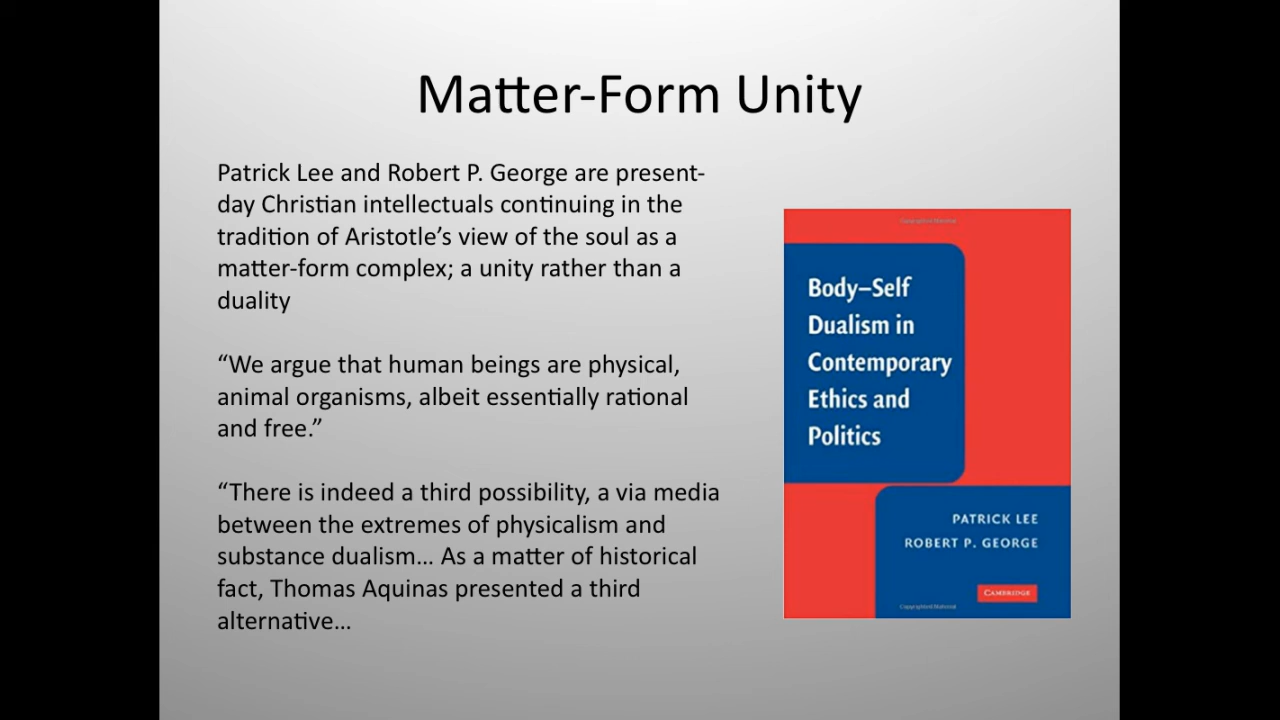 Matter-Form Unity
Patrick Lee and Robert P. George are present-
day Christian intellectuals continuing in the
tradition of Aristotle’s view of the soul as a
matter-form complex; a unity rather than a
duality
“We argue that human beings are physical,
animal organisms, albeit essentially rational
and free.”
“There is indeed a third possibility, a via media
between the extremes of physicalism and
substance dualism… As a matter of historical
fact, Thomas Aquinas presented a third
alternative…
Copyrighted Material
Body–Self
Dualism in
Contemporary
Ethics and
Politics
PATRICK LEE
ROBERT P. GEORGE
CAMBRIDGE
Copyrighted Material